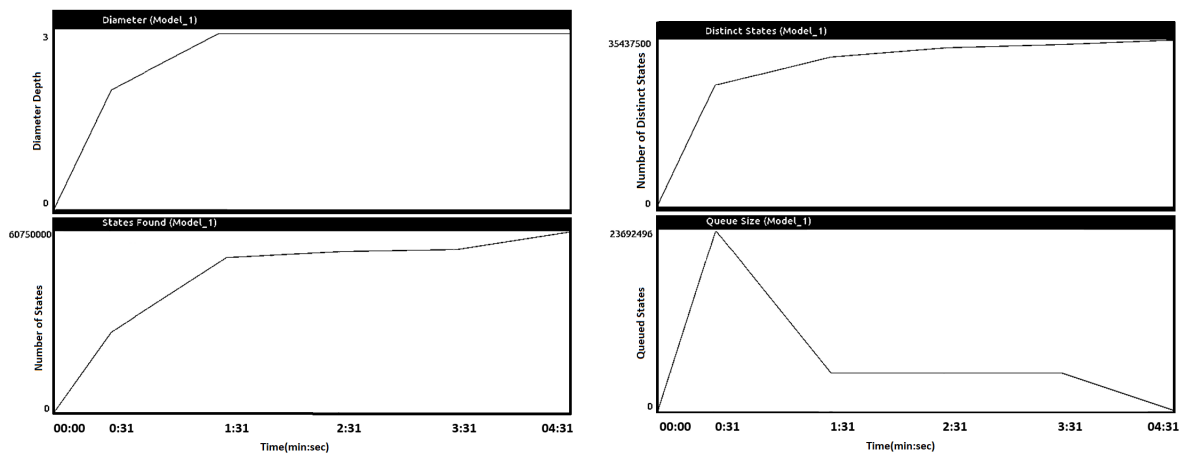 Diameter (Model_1)
3
Diameter Depth
0
States Found (Model_1)
60750000
Number of States
0
00:00 0:31 1:31 2:31 3:31 04:31
Time(min:sec)
Distinct States (Model_1)
35437500
Number of Distinct States
0
Queue Size (Model_1)
23692496
Queued States
0
00:00 0:31 1:31 2:31 3:31 04:31
Time(min:sec)